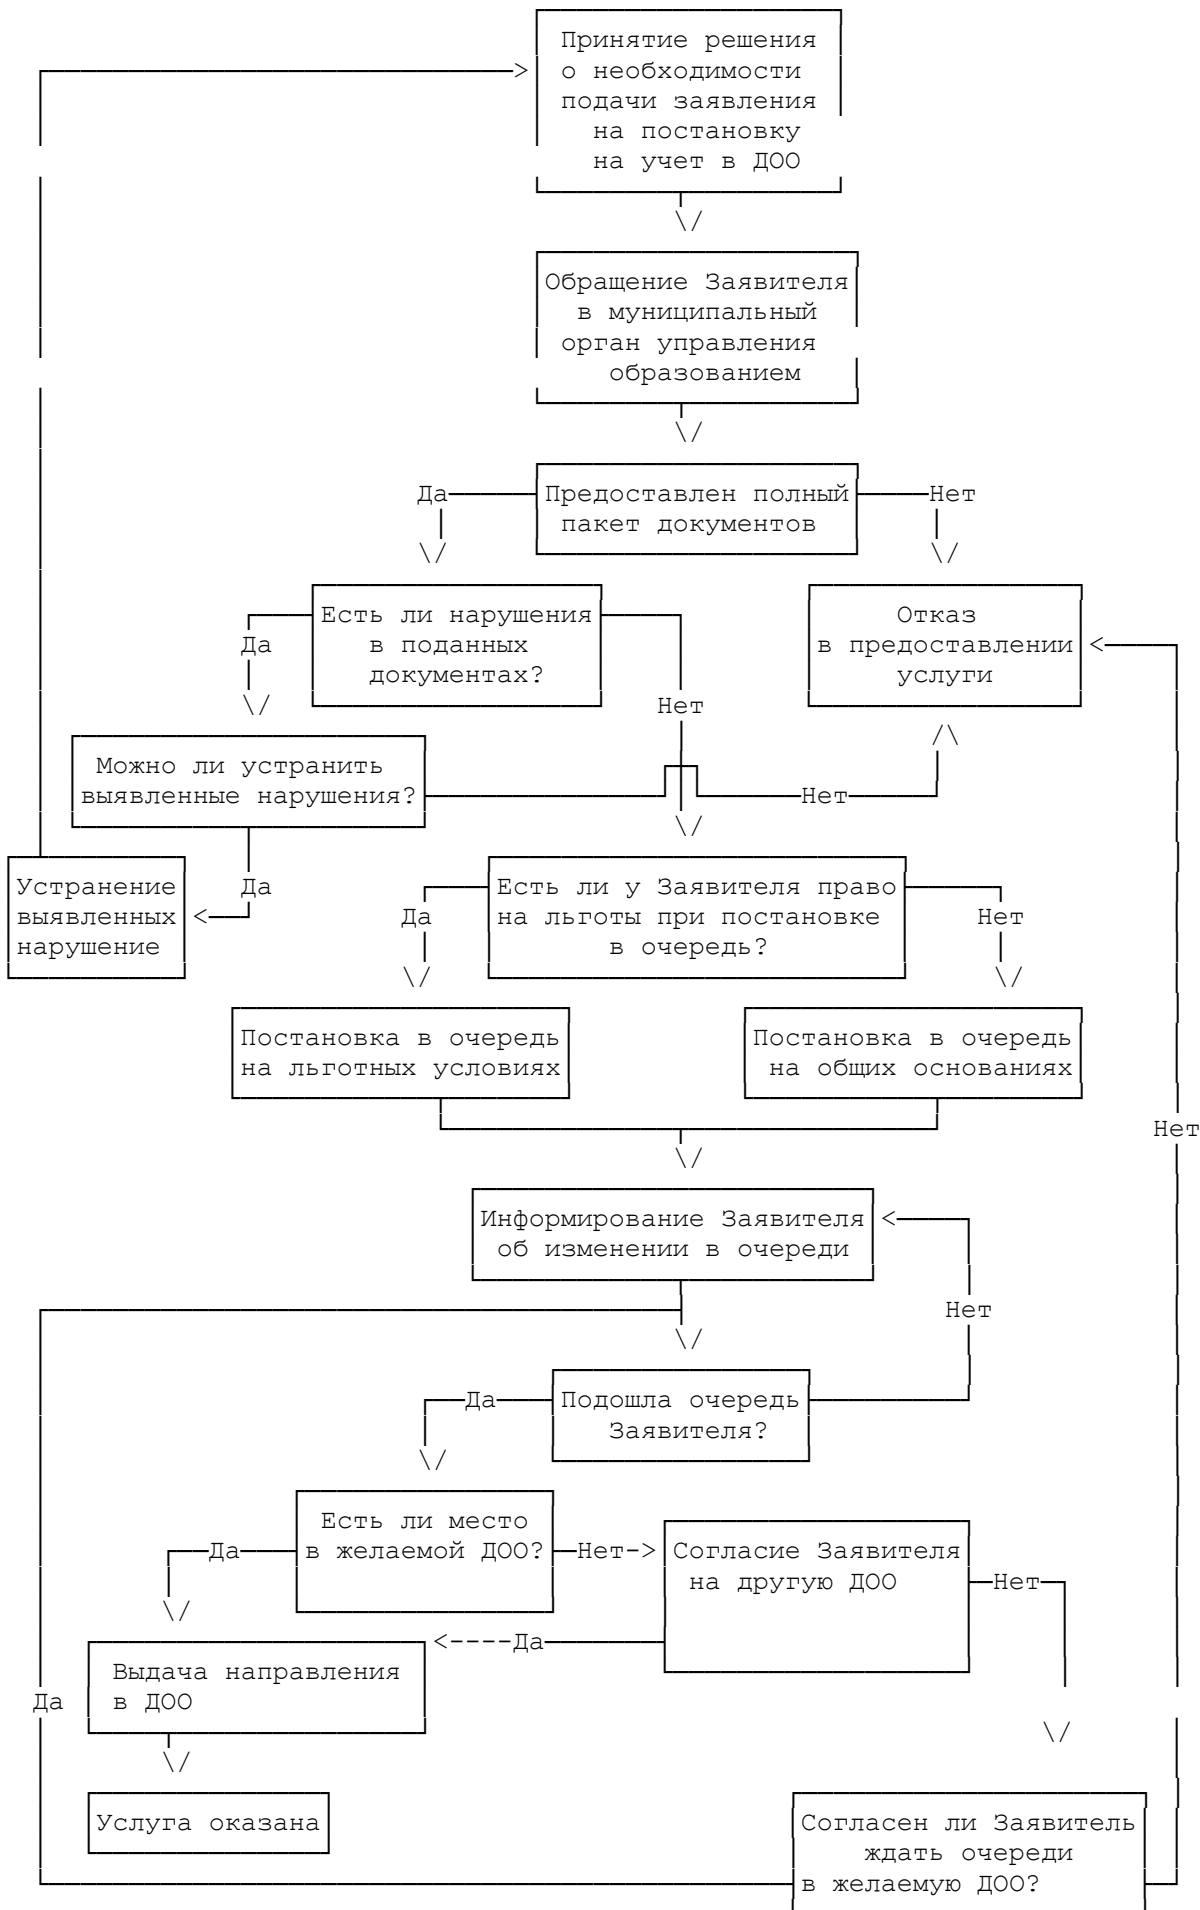 Принятие решения
о необходимости
подачи заявления
на постановку
на учет в ДОО
Обращение Заявителя
в муниципальный
орган управления
образованием
Да
Предоставлен полный
пакет документов
Нет
Есть ли нарушения
в поданных
документах?
Да
Нет
Отказ
в предоставлении
услуги
Можно ли устранить
выявленные нарушения?
Нет
Да
Устранение
выявленных
нарушение
Есть ли у Заявителя право
на льготы при постановке
в очередь?
Да
Нет
Постановка в очередь
на льготных условиях
Постановка в очередь
на общих основаниях
Нет
Информирование Заявителя
об изменении в очереди
Нет
Да
Подошла очередь
Заявителя?
Есть ли место
в желаемой ДОО?
Да
Нет->
Согласие Заявителя
на другую ДОО
Нет
<----Да
Выдача направления
в ДОО
Да
Услуга оказана
Согласен ли Заявитель
ждать очереди
в желаемую ДОО?